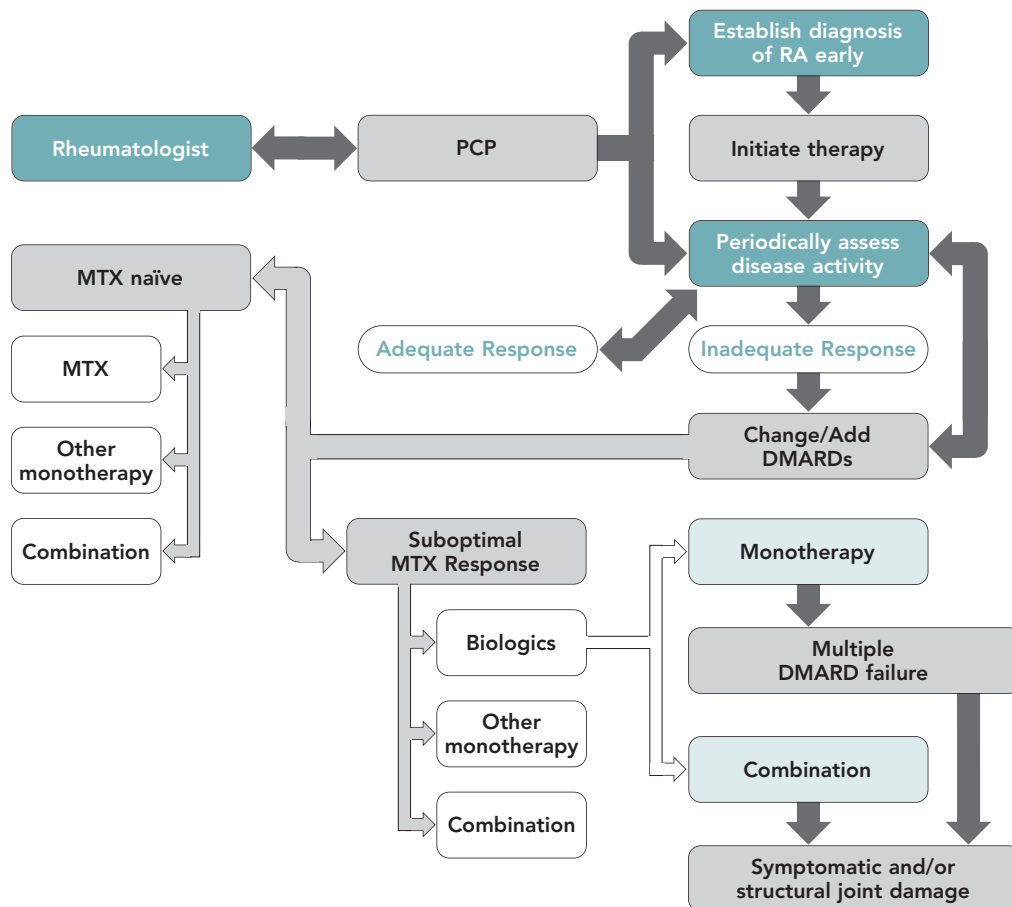 Establish diagnosis
of RA early
Rheumatologist
PCP
Initiate therapy
Periodically assess
disease activity
MTX naïve
Adequate Response
Inadequate Response
MTX
Change/Add
DMARDs
Other
monotherapy
Combination
Suboptimal
MTX Response
Monotherapy
Biologics
Multiple
DMARD failure
Other
monotherapy
Combination
Combination
Symptomatic and/or
structural joint damage